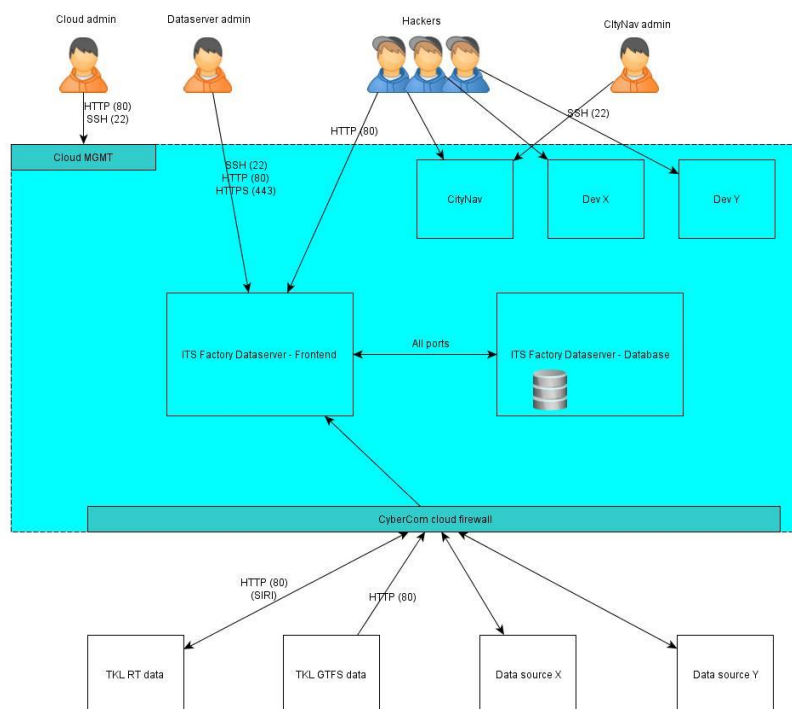 Cloud admin
Dataserver admin
Hackers
CItyNav admin
HTTP (80)
SSH (22)
HTTP (80)
SSH (22)
Cloud MGMT
SSH (22)
HTTP (80)
HTTPS (443)
CityNav
Dev X
Dev Y
ITS Factory Dataserver - Frontend
All ports
ITS Factory Dataserver - Database
CyberCom cloud firewall
HTTP (80)
(SIRI)
HTTP (80)
TKL RT data
TKL GTFS data
Data source X
Data source Y